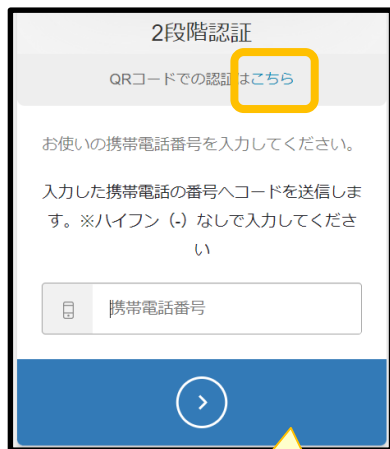 2段階認証
QRコードでの認証はこちら
お使いの携帯電話番号を入力してください。
入力した携帯電話の番号へコードを送信しま
す。※ハイフン（-）なしで入力してくださ
い
携帯電話番号